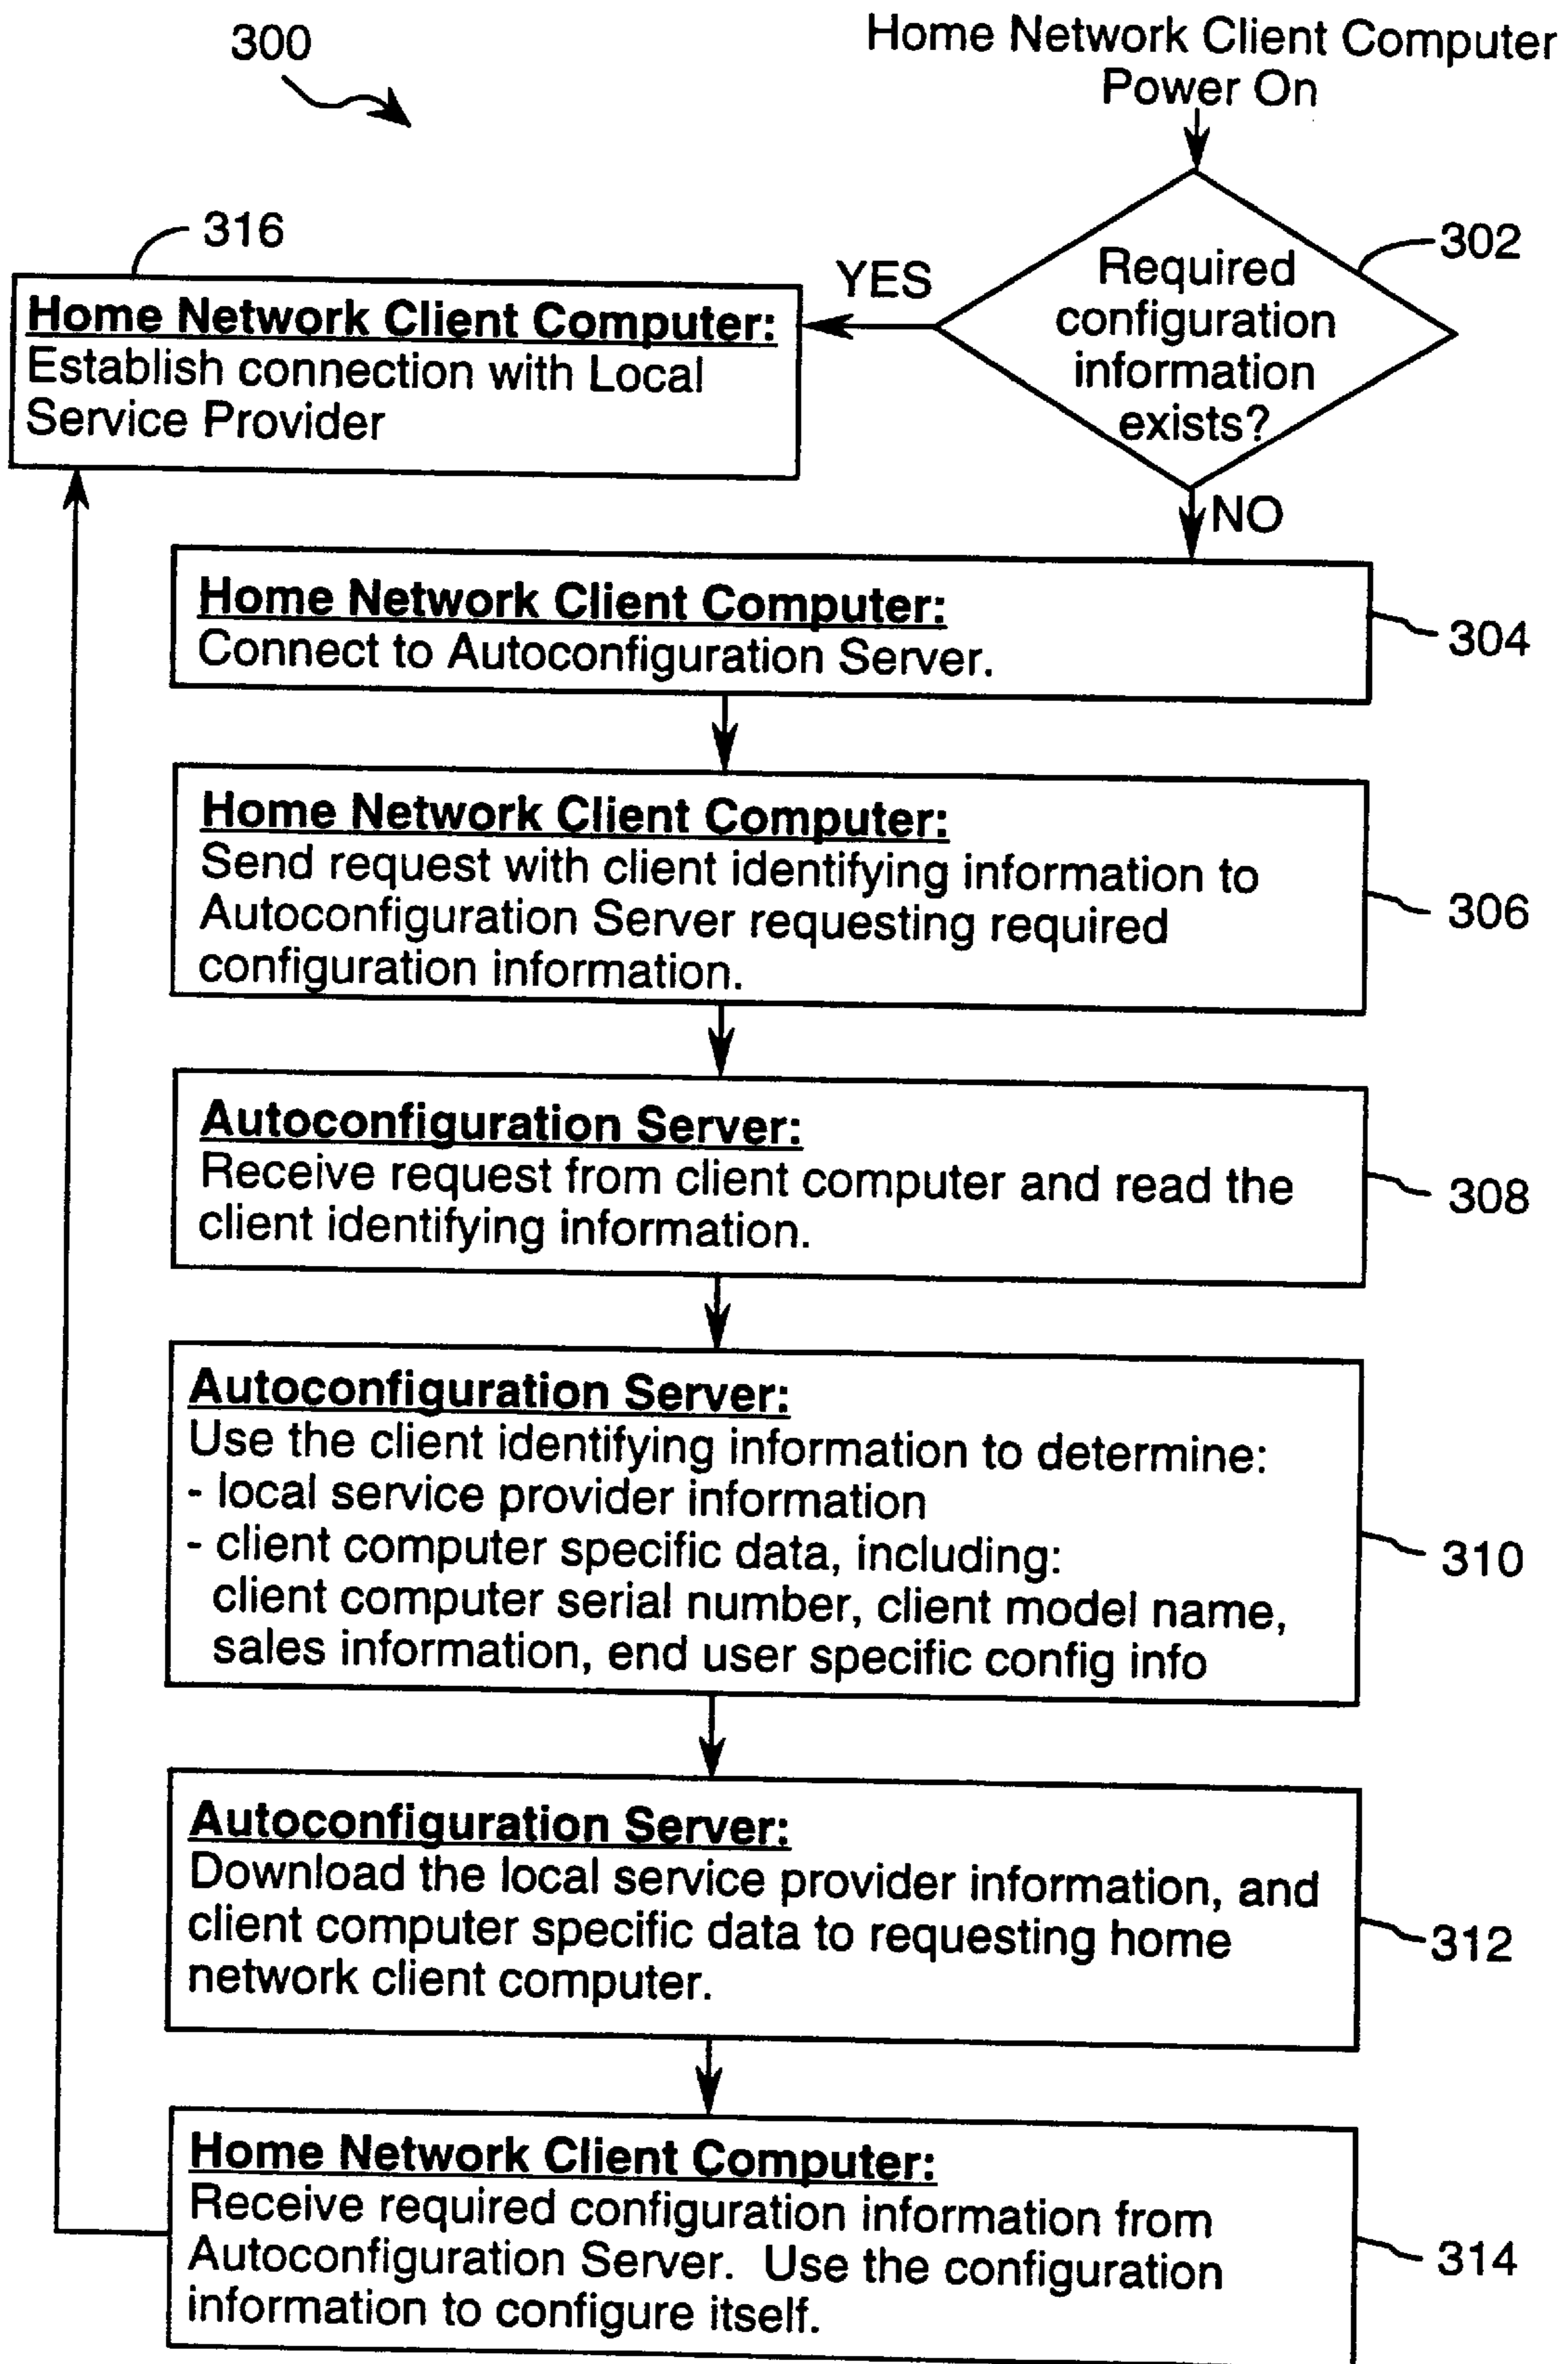 300
Home Network Client Computer
Power On
316
302
Required
configuration
information
exists?
YES
Home Network Client Computer:
Establish connection with Local
Service Provider
NO
Home Network Client Computer:
Connect to Autoconfiguration Server.
304
Home Network Client Computer:
Send request with client identifying information to
Autoconfiguration Server requesting required
configuration information.
306
Autoconfiguration Server:
Receive request from client computer and read the
client identifying information.
308
Autoconfiguration Server:
Use the client identifying information to determine:
- local service provider information
- client computer specific data, including:
client computer serial number, client model name,
sales information, end user specific config info
310
Autoconfiguration Server:
Download the local service provider information, and
client computer specific data to requesting home
network client computer.
312
Home Network Client Computer:
Receive required configuration information from
Autoconfiguration Server.  Use the configuration
information to configure itself.
314